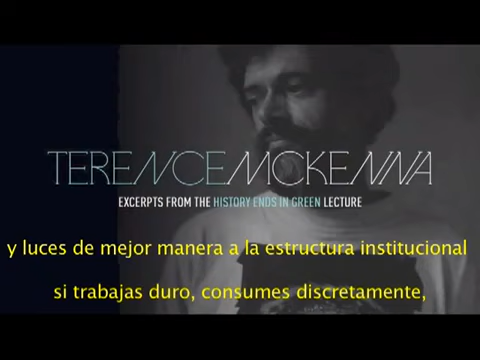 TERENCEMCKENNA
EXCERPTS FROM THE HISTORY ENDS IN GREEN LECTURE
y luces de mejor manera a la estructura institucional
si trabajas duro, consumes discretamente,